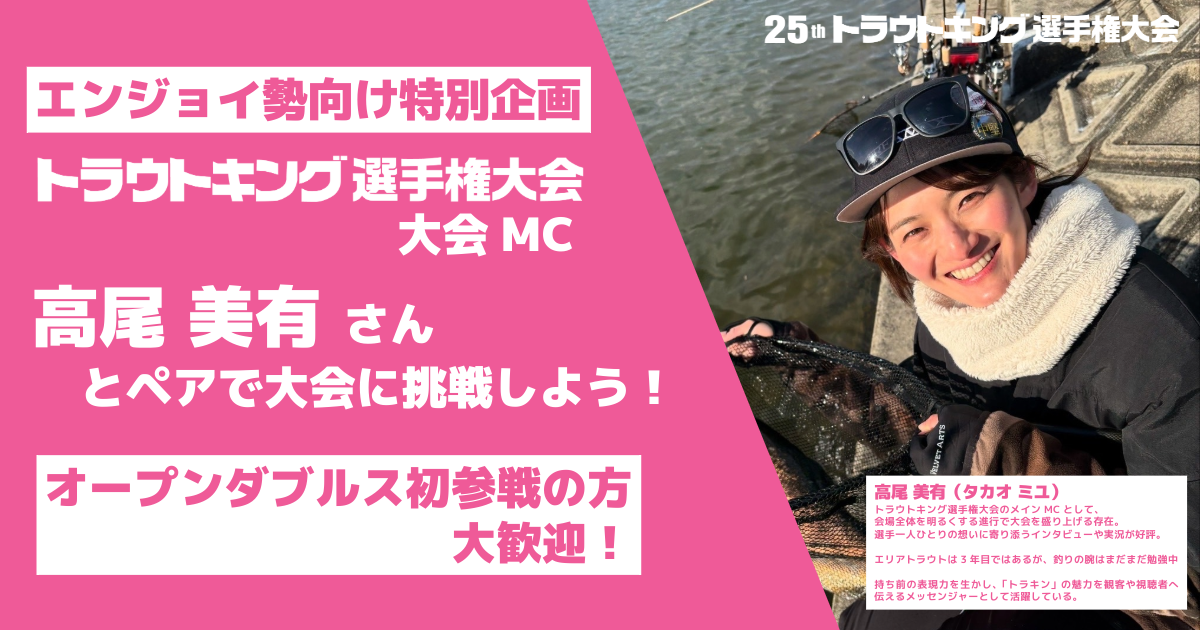 25th トラウトキング選手権大会
エンジョイ勢向け特別企画
トラウトキング選手権大会
大会 MC
高尾 美有 さん
とペアで大会に挑戦しよう！
オープンダブルス初参戦の方
大歓迎！
VELVET ARTS
高尾 美有（タカオ ミユ）
トラウトキング選手権大会のメイン MC として、
会場全体を明るくする進行で大会を盛り上げる存在。
選手一人ひとりの想いに寄り添うインタビューや実況が好評。
エリアトラウトは 3 年目ではあるが、釣りの腕はまだまだ勉強中
持ち前の表現力を生かし、「トラキン」の魅力を観客や視聴者へ
伝えるメッセンジャーとして活躍している。